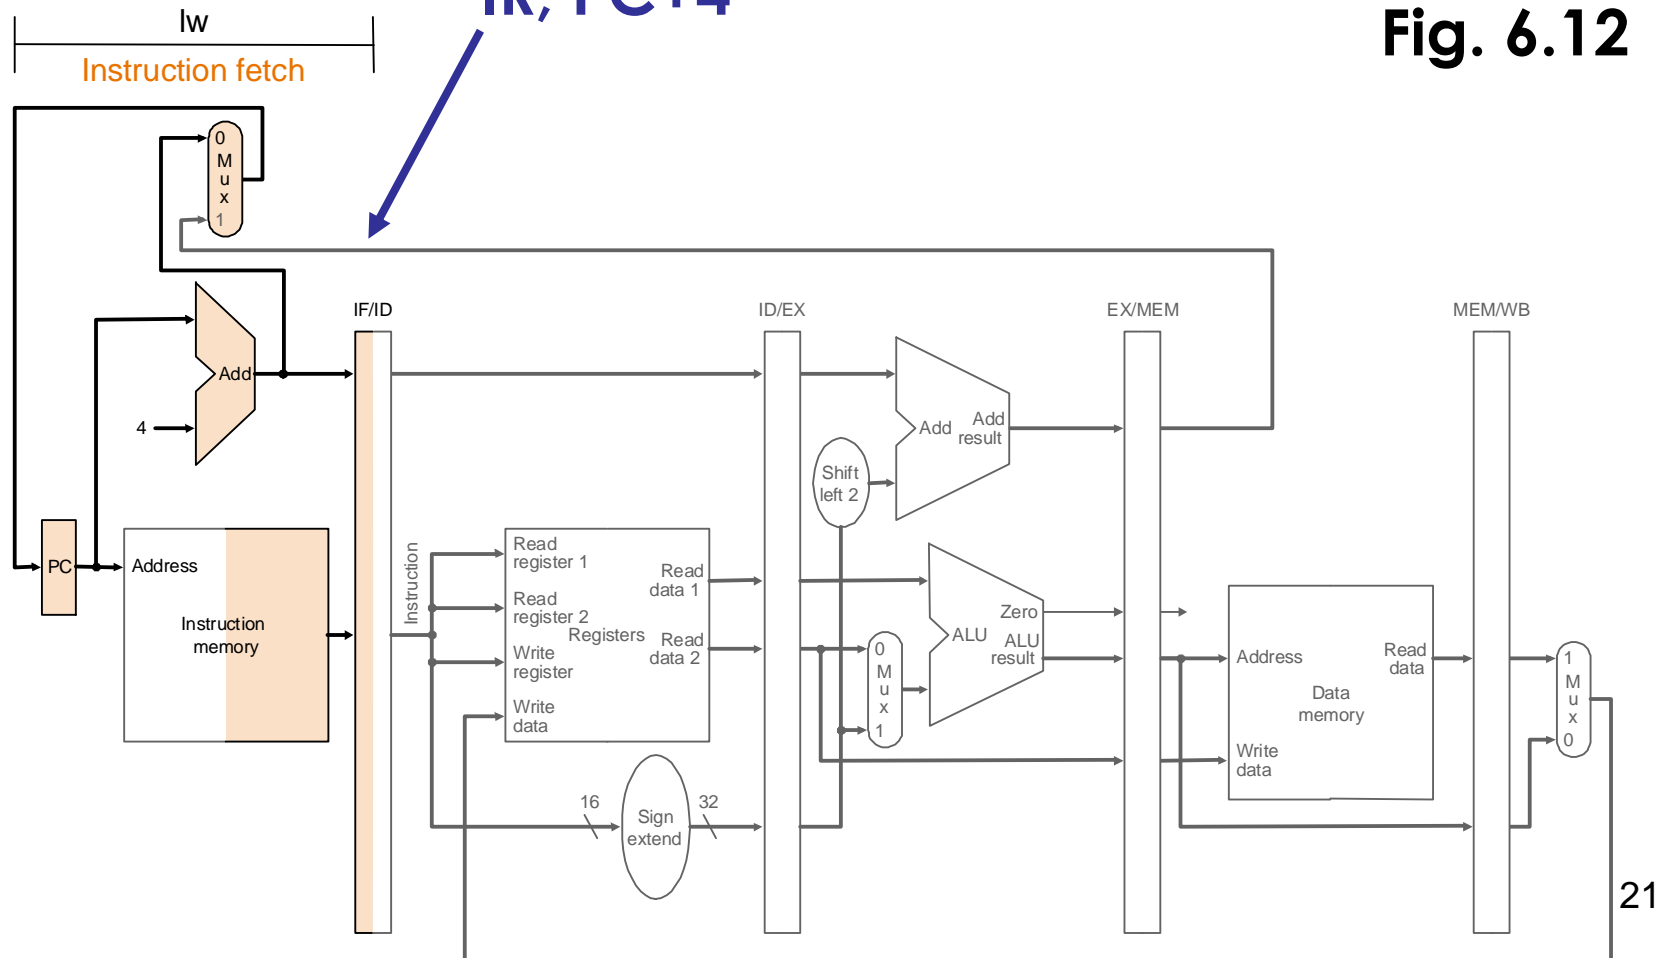 IR, PC+4
Fig. 6.12
lw
Instruction fetch
0
M
u
x
1
IF/ID
ID/EX
EX/MEM
MEM/WB
Add
4
Add
Add
result
Shift
left 2
PC
Address
Instruction
memory
Instruction
Read
register 1
Read
register 2
Write
register
Write
data
Registers
Read
data 1
Read
data 2
0
M
u
x
1
Zero
ALU
ALU
result
Address
Read
data
Data
memory
Write
data
1
M
u
x
0
16
Sign
extend
32
21